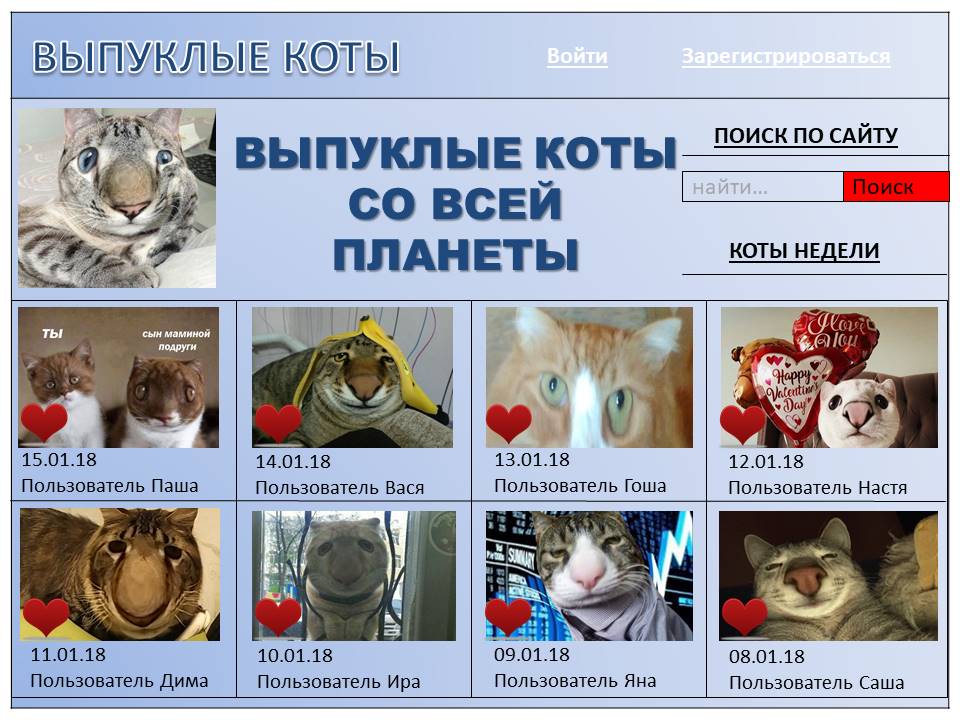 ВЫПУКЛЫЕ КОТЫ
Войти
Зарегистрироваться
ВЫПУКЛЫЕ КОТЫ
СО ВСЕЙ
ПЛАНЕТЫ
ПОИСК ПО САЙТУ
найти...
Поиск
КОТЫ НЕДЕЛИ
ты
сын маминой
подруги
15.01.18
Пользователь Паша
14.01.18
Пользователь Вася
13.01.18
Пользователь Гоша
I love
You
Happy
Valentine's
Day
12.01.18
Пользователь Настя
11.01.18
Пользователь Дима
10.01.18
Пользователь Ира
SUMMARY
ACTIVE
09.01.18
Пользователь Яна
08.01.18
Пользователь Саша